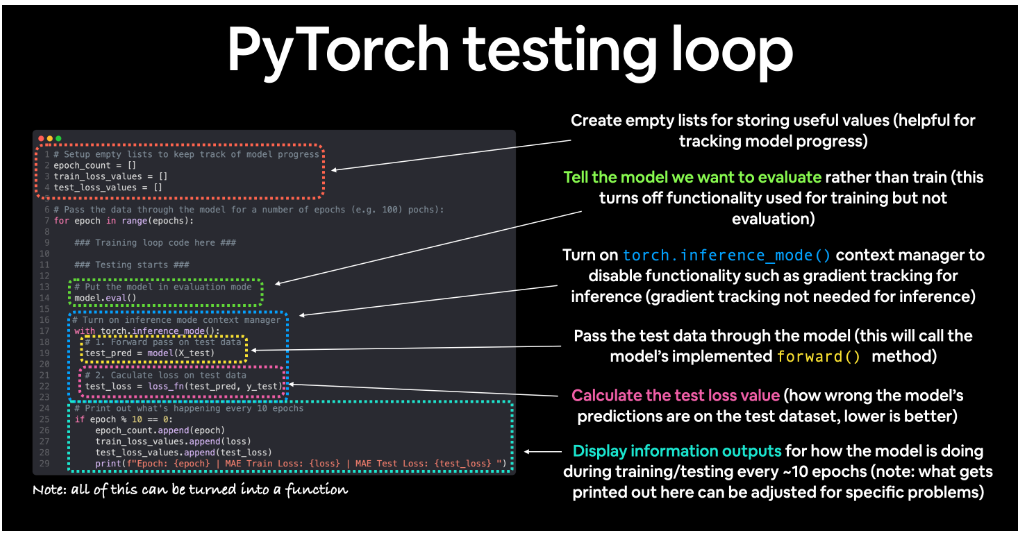 PyTorch testing loop
1 # Setup empty lists to keep track of model progress
2 epoch_count = []
3 train_loss_values = []
4 test_loss_values = []
5
6 # Pass the data through the model for a number of epochs (e.g. 100) pochs):
7 for epoch in range(epochs):
8
9 ### Training loop code here ###
10
11 ### Testing starts ###
12
13 # Put the model in evaluation mode
14 model.eval()
15
16 # Turn on inference mode context manager
17 with torch.inference_mode():
18 # 1. Forward pass on test data
19 test_pred = model(X_test)
20
21 # 2. Caculate loss on test data
22 test_loss = loss_fn(test_pred, y_test)
23
24 # Print out what's happening every 10 epochs
25 if epoch % 10 == 0:
26 epoch_count.append(epoch)
27 train_loss_values.append(loss)
28 test_loss_values.append(test_loss)
29 print(f"Epoch: {epoch} | MAE Train Loss: {loss} | MAE Test Loss: {test_loss} ")
Note: all of this can be turned into a function
Create empty lists for storing useful values (helpful for
tracking model progress)
Tell the model we want to evaluate rather than train (this
turns off functionality used for training but not
evaluation)
Turn on torch.inference_mode() context manager to
disable functionality such as gradient tracking for
inference (gradient tracking not needed for inference)
Pass the test data through the model (this will call the
model's implemented forward() method)
Calculate the test loss value (how wrong the model's
predictions are on the test dataset, lower is better)
Display information outputs for how the model is doing
during training/testing every ~10 epochs (note: what gets
printed out here can be adjusted for specific problems)